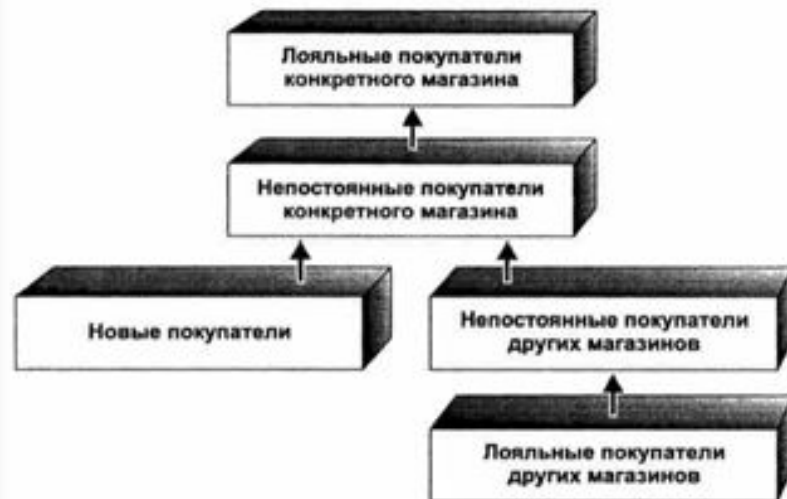 Лояльные покупатели
конкретного магазина
Непостоянные покупатели
конкретного магазина
Новые покупатели
Непостоянные покупатели
других магазинов
Лояльные покупатели
других магазинов